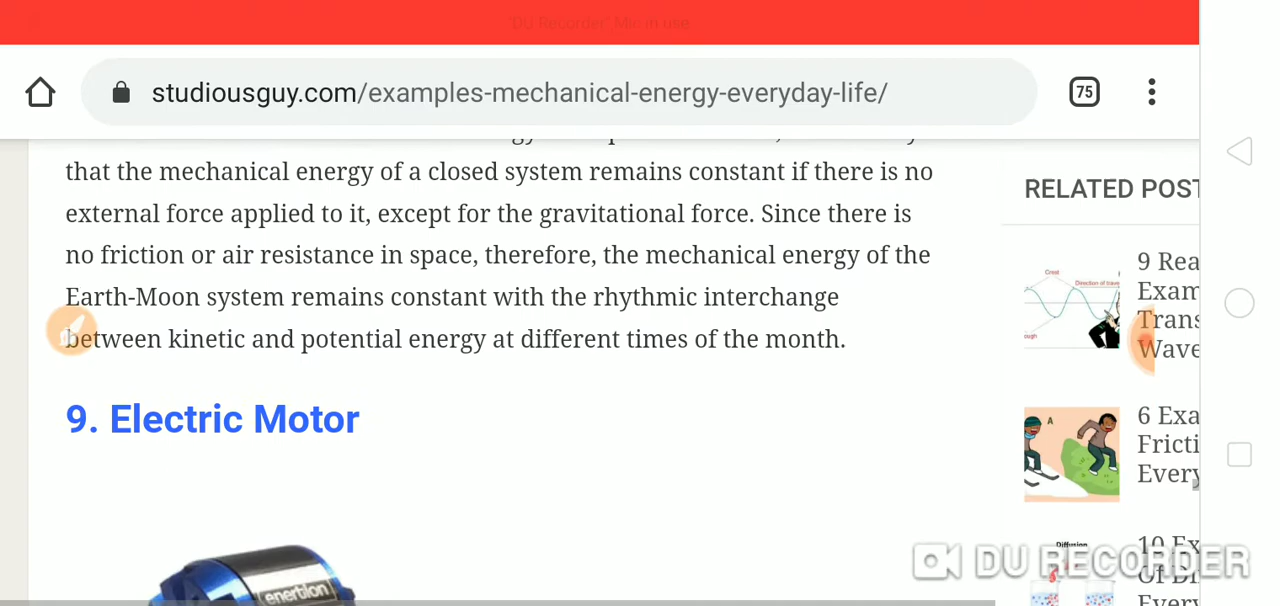 "DU Recorder" Mic in use
studiousguy.com/examples-mechanical-energy-everyday-life/
75
that the mechanical energy of a closed system remains constant if there is no
external force applied to it, except for the gravitational force. Since there is
no friction or air resistance in space, therefore, the mechanical energy of the
Earth-Moon system remains constant with the rhythmic interchange
between kinetic and potential energy at different times of the month.
9. Electric Motor
enertion
RELATED POST
Crest
Direction of trave
ough
9 Rea
Exam
Trans
Wave
A
6 Exa
Fricti
Every
Diffusion
10 Ex
Of Di
Every
DU RECORDER